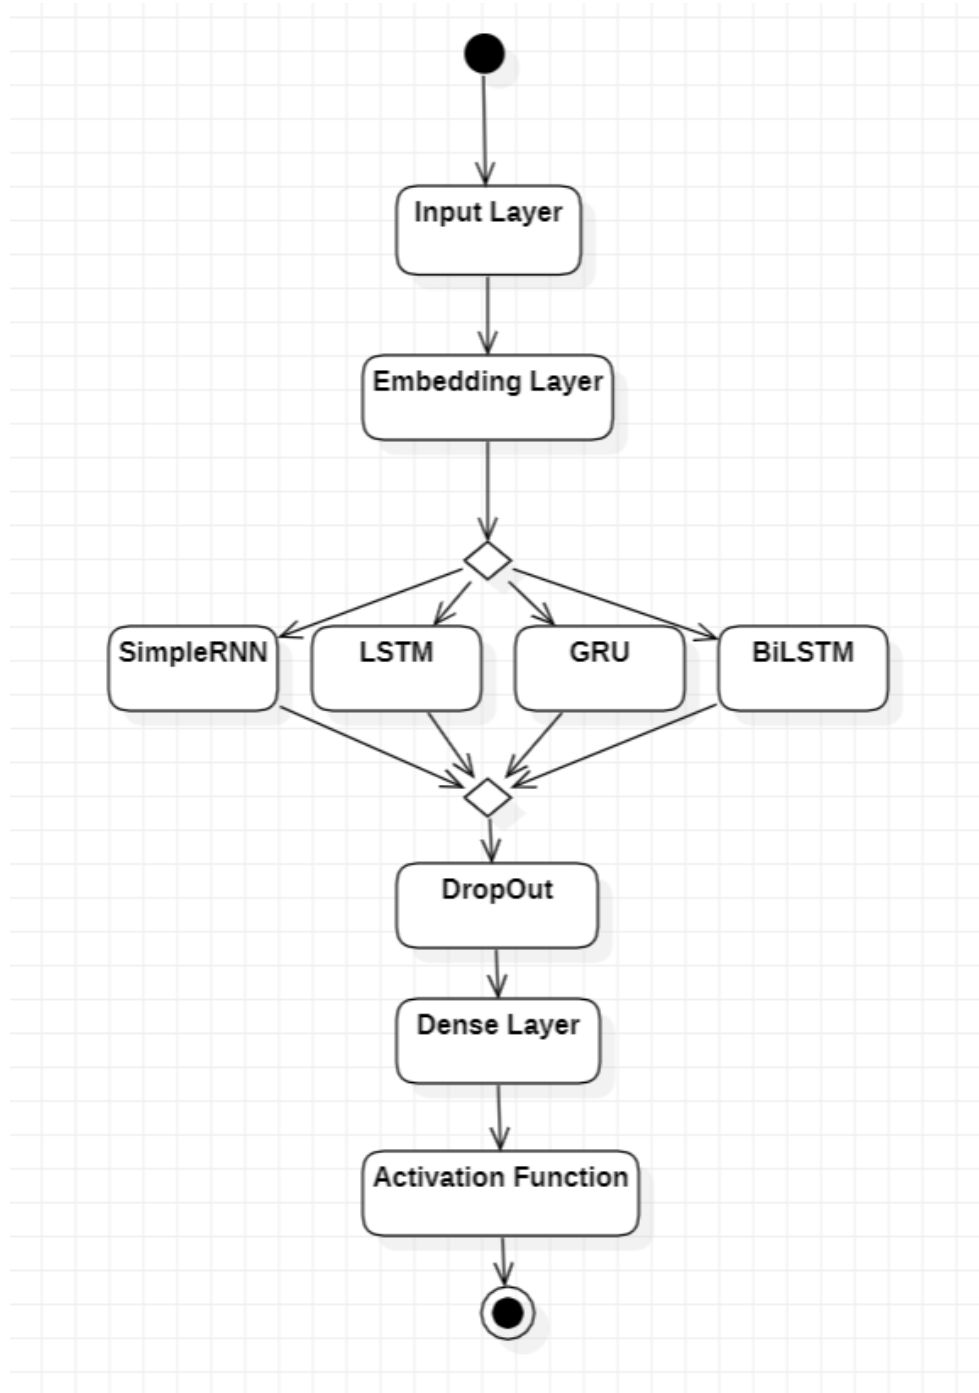 Input Layer
Embedding Layer
SimpleRNN
LSTM
GRU
BiLSTM
DropOut
Dense Layer
Activation Function